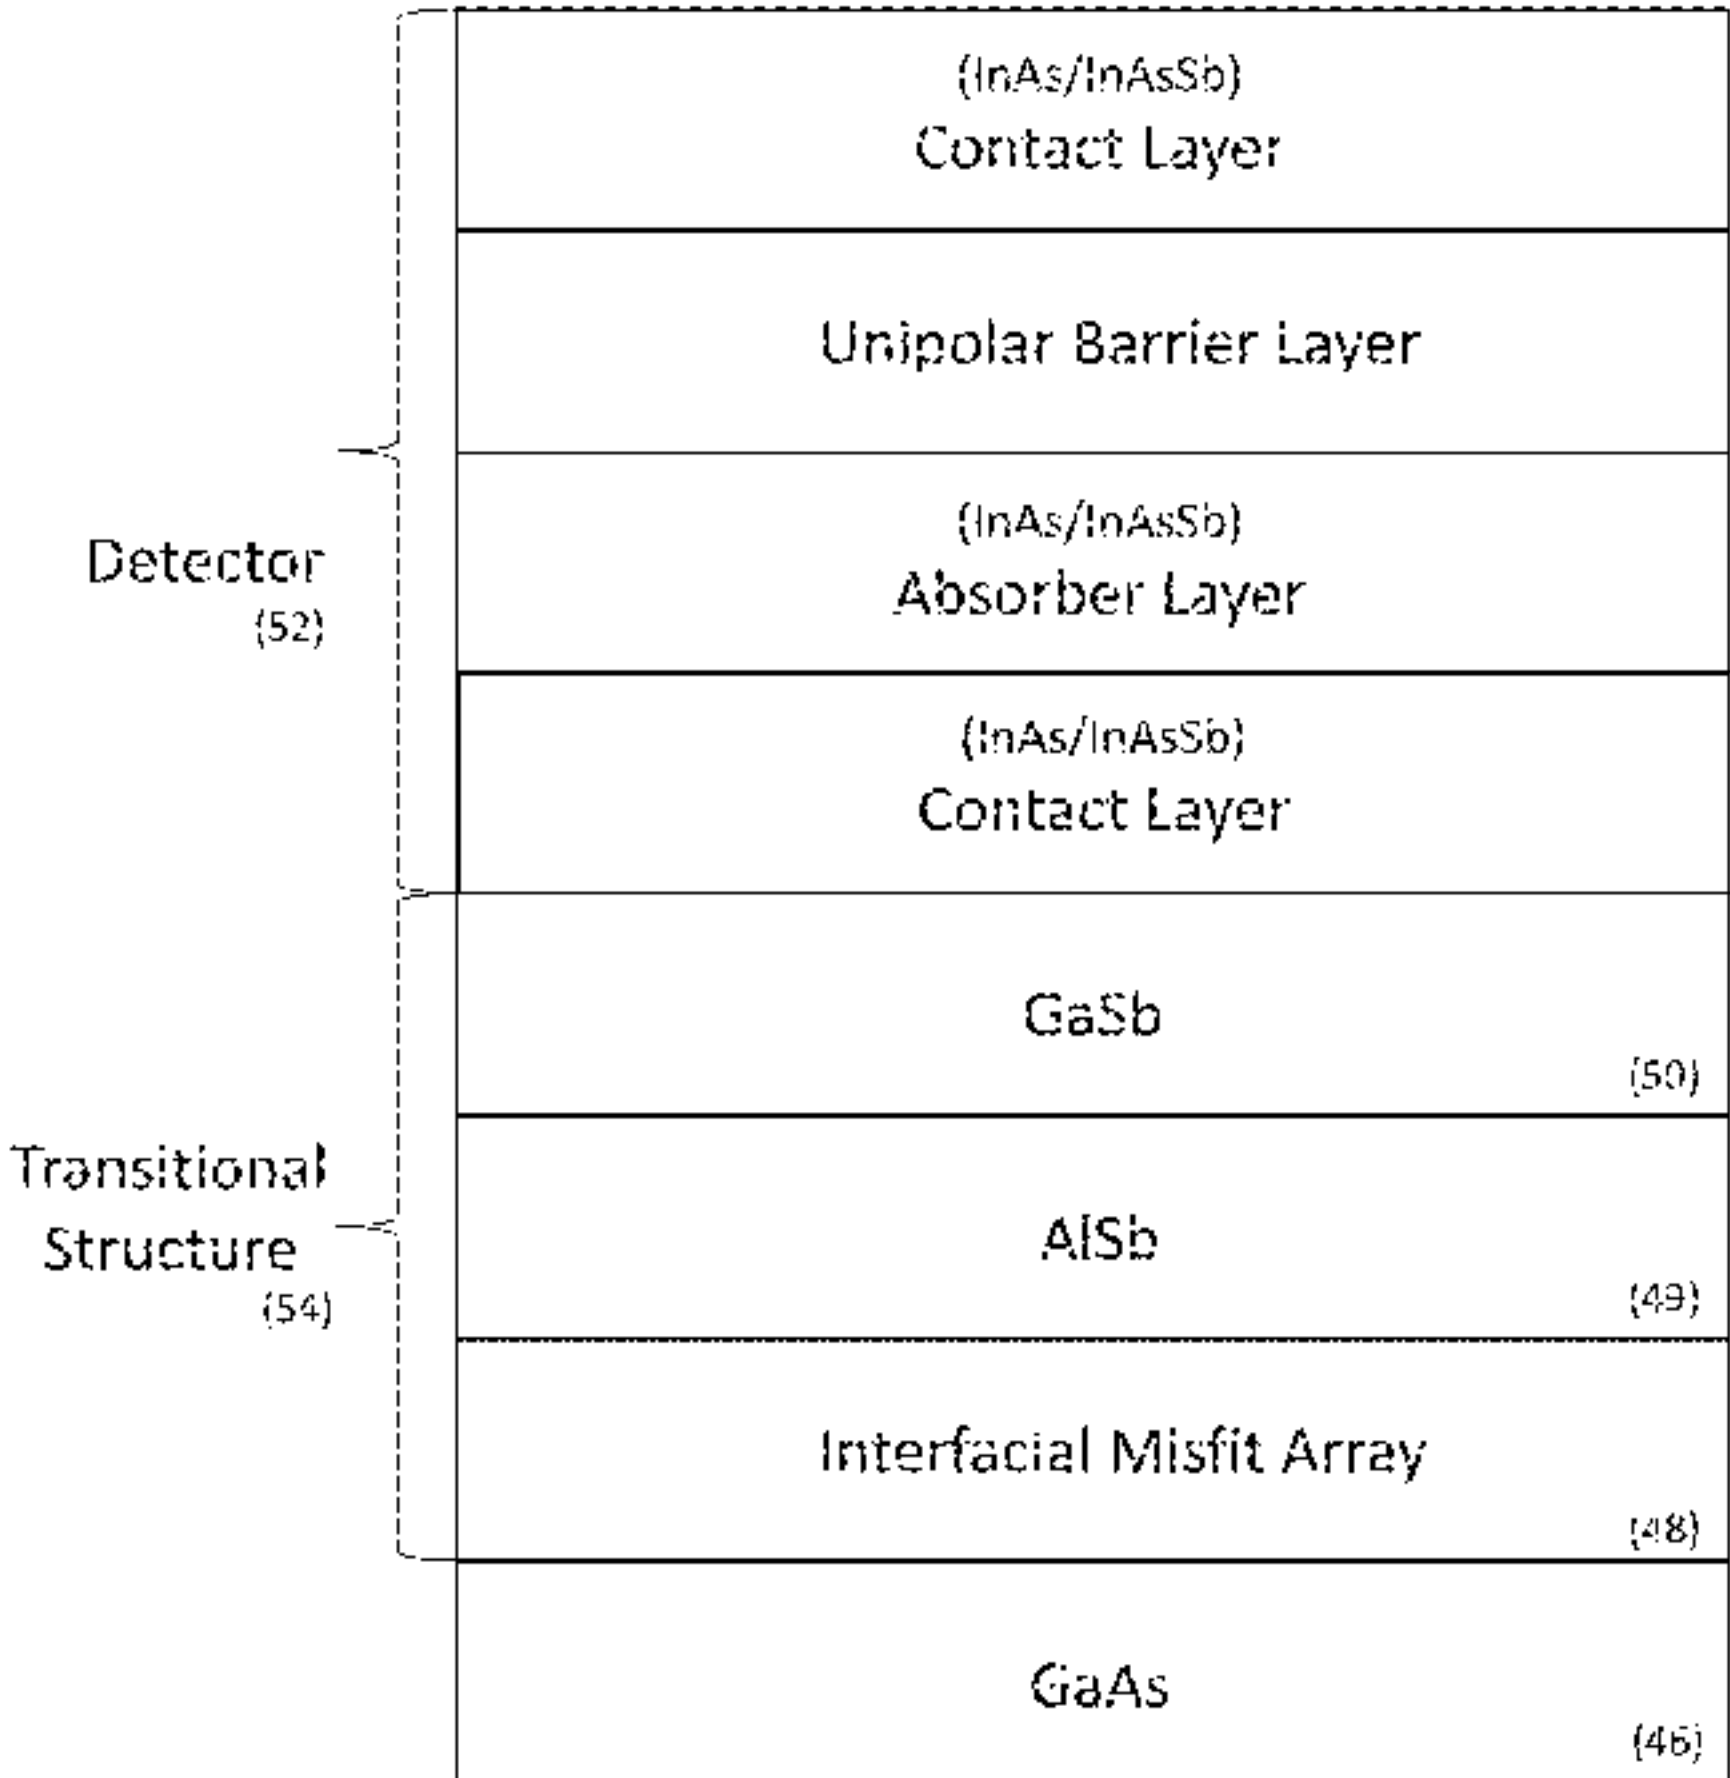 (InAs/InAsSb)
Contact Layer
Unipolar Barrier Layer
(InAs/InAsSb)
Absorber Layer
Detector
(52)
(InAs/InAsSb)
Contact Layer
GaSb
(50)
AlSb
(49)
Transitional
Structure
(54)
Interfacial Misfit Array
(48)
GaAs
(46)